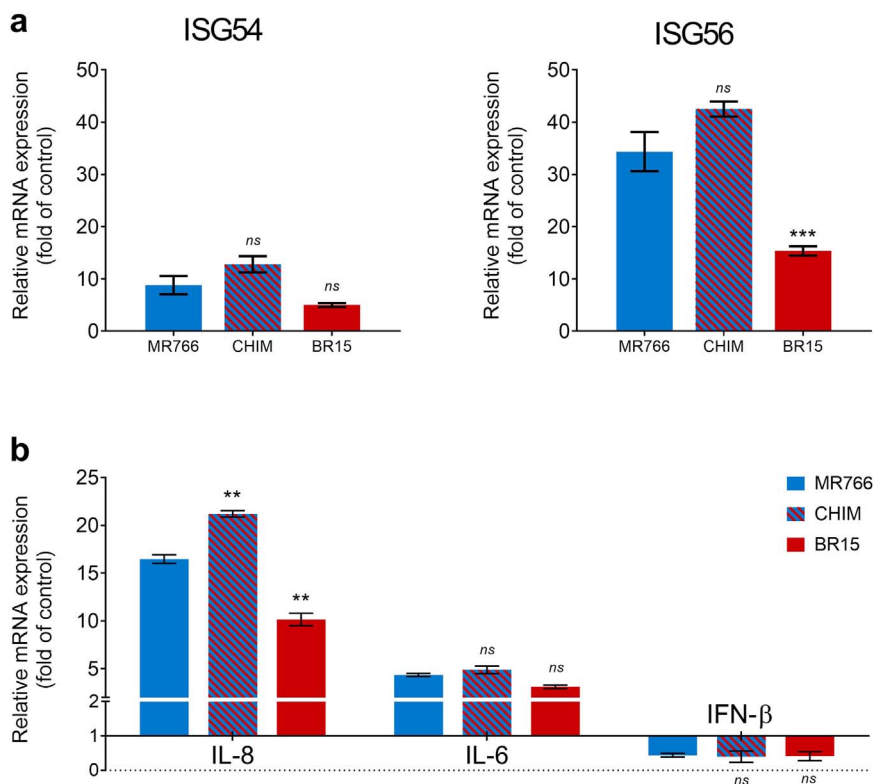 a
ISG54
Relative mRNA expression
(fold of control)
50
40
30
20
10
0
ns
ns
MR766 CHIM BR15
ISG56
Relative mRNA expression
(fold of control)
50
40
30
20
10
0
ns
***
MR766 CHIM BR15
b
Relative mRNA expression
(fold of control)
25
20
15
10
5
2
1
0
**
**
ns
ns
IL-8
IL-6
IFN-β
ns
ns
MR766
CHIM
BR15